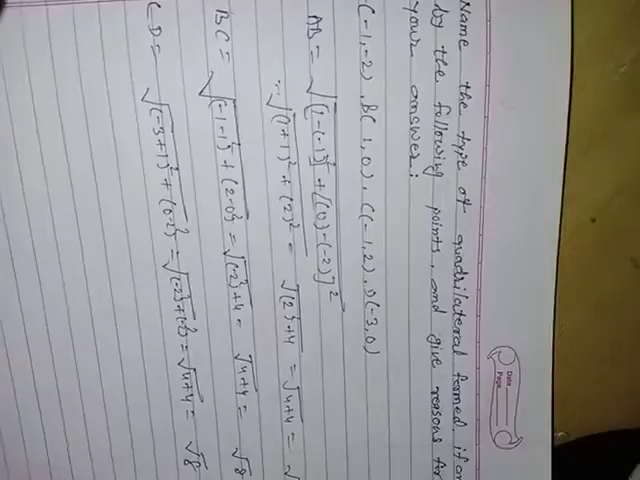 Date
Page
Name the type of quadrilateral formed, if
by the following points, and give reasons for
your answer:
(-1,-2), B(1,0), C(-1,2), D(-3,0)
AB = √[1-(-1)]² + [(0)-(-2)]²
∴ √(1+1)² + (2)² = √(2)²+4 = √4+4 = √
BC = √(-1-1)² + (2-0)² = √(-2)²+4 = √4+4 = √8
CD = √(-3+1)² + (0-2)² = √(-2)²+(-2)² = √4+4 = √8